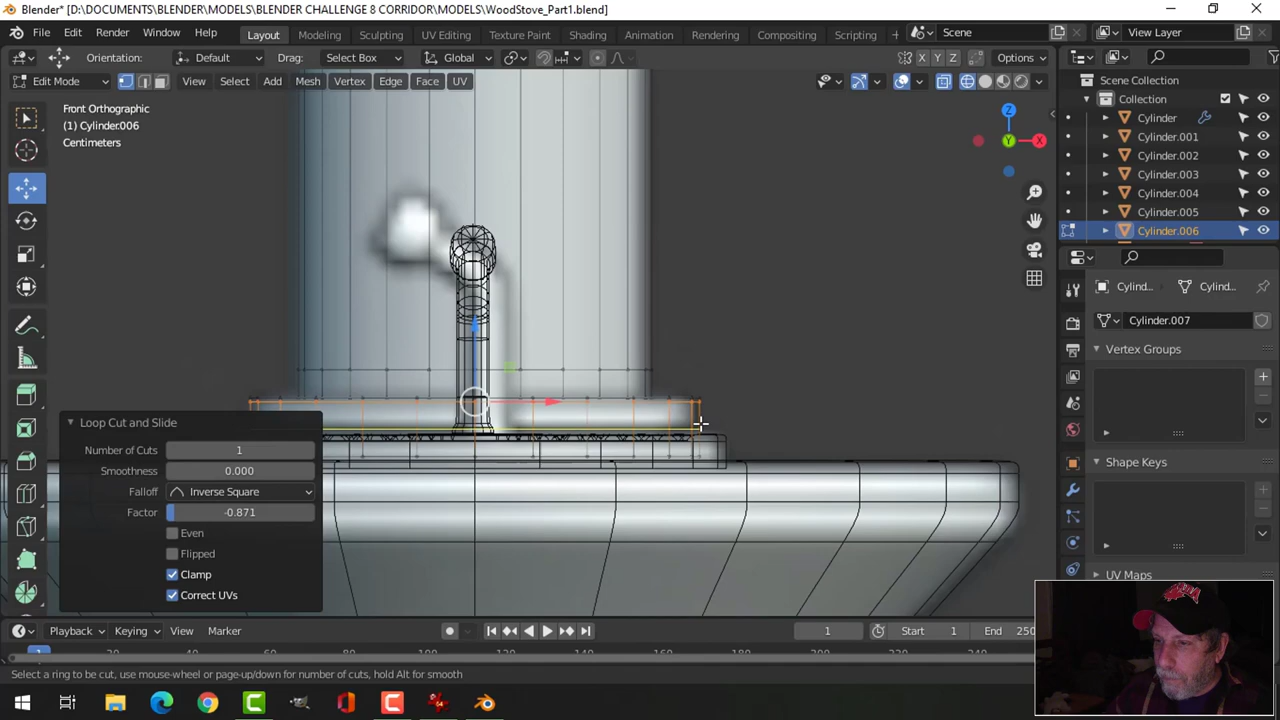 Blender* [D:\DOCUMENTS\BLENDER\MODELS\BLENDER CHALLENGE 8 CORRIDOR\MODELS\WoodStove_Part1.blend]
File Edit Render Window Help Layout Modeling Sculpting UV Editing Texture Paint Shading Animation Rendering Compositing Scripting Scene View Layer
Orientation: Default Drag: Select Box Global X Y Z Options
Edit Mode View Select Add Mesh Vertex Edge Face UV
Front Orthographic
(1) Cylinder.006
Centimeters
Z
Y
X
Scene Collection
Collection
Cylinder
Cylinder.001
Cylinder.002
Cylinder.003
Cylinder.004
Cylinder.005
Cylinder.006
Cylind... Cylind...
Cylinder.007
Vertex Groups
Shape Keys
UV Maps
Loop Cut and Slide
Number of Cuts 1
Smoothness 0.000
Falloff Inverse Square
Factor -0.871
Even
Flipped
Clamp
Correct UVs
Playback Keying View Marker 1 Start 1 End 250
Select a ring to be cut, use mouse-wheel or page-up/down for number of cuts, hold Alt for smooth